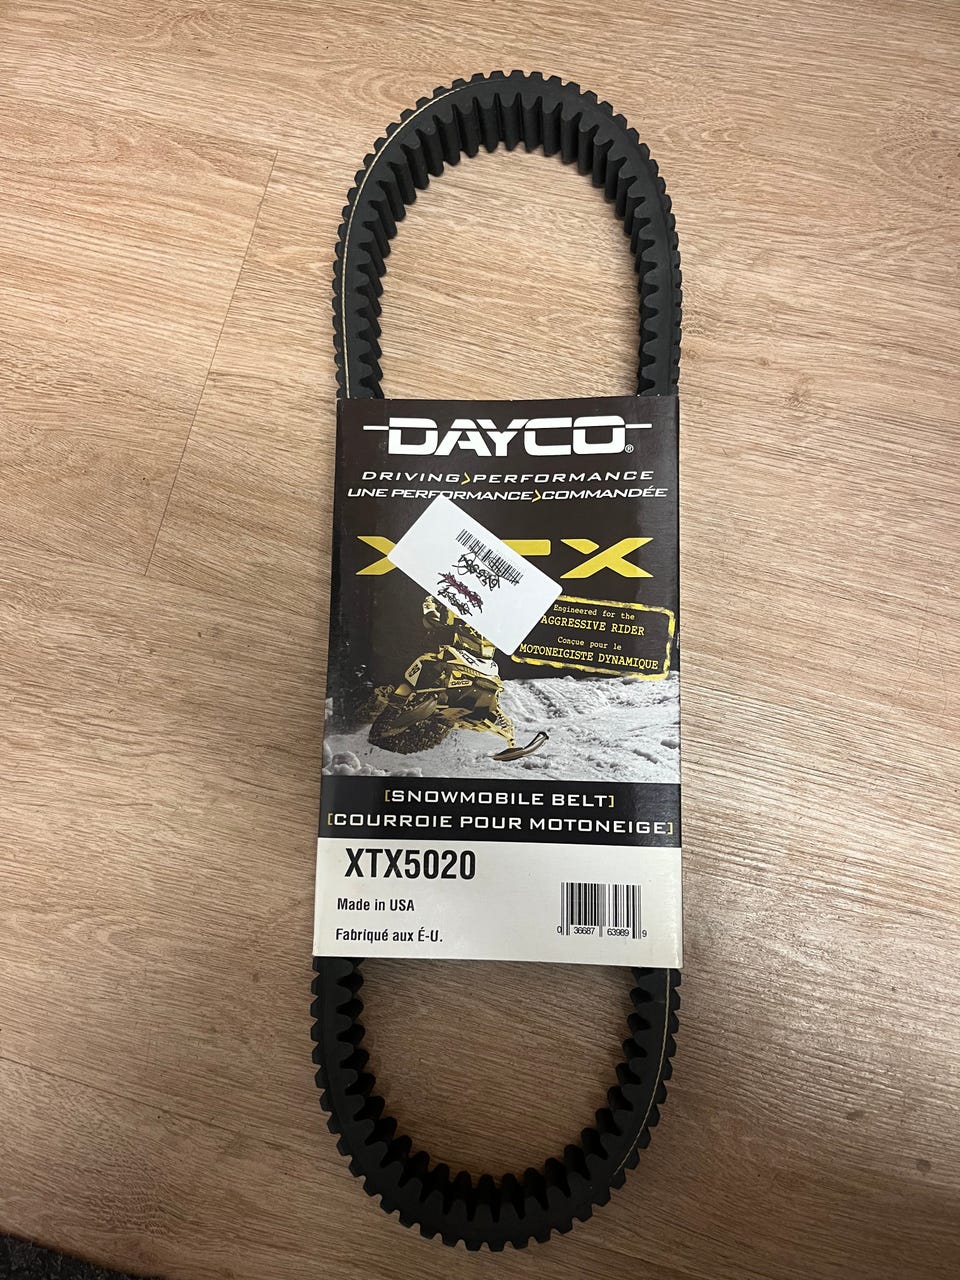 DAYCO®
DRIVING>PERFORMANCE
UNE PERFORMANCE>COMMANDÉE
Engineered for the
AGGRESSIVE RIDER
Conçue pour le
MOTONEIGISTE DYNAMIQUE
DAYCO
[SNOWMOBILE BELT]
[COURROIE POUR MOTONEIGE]
XTX5020
Made in USA
Fabriqué aux É-U.
0 36687 63989 9